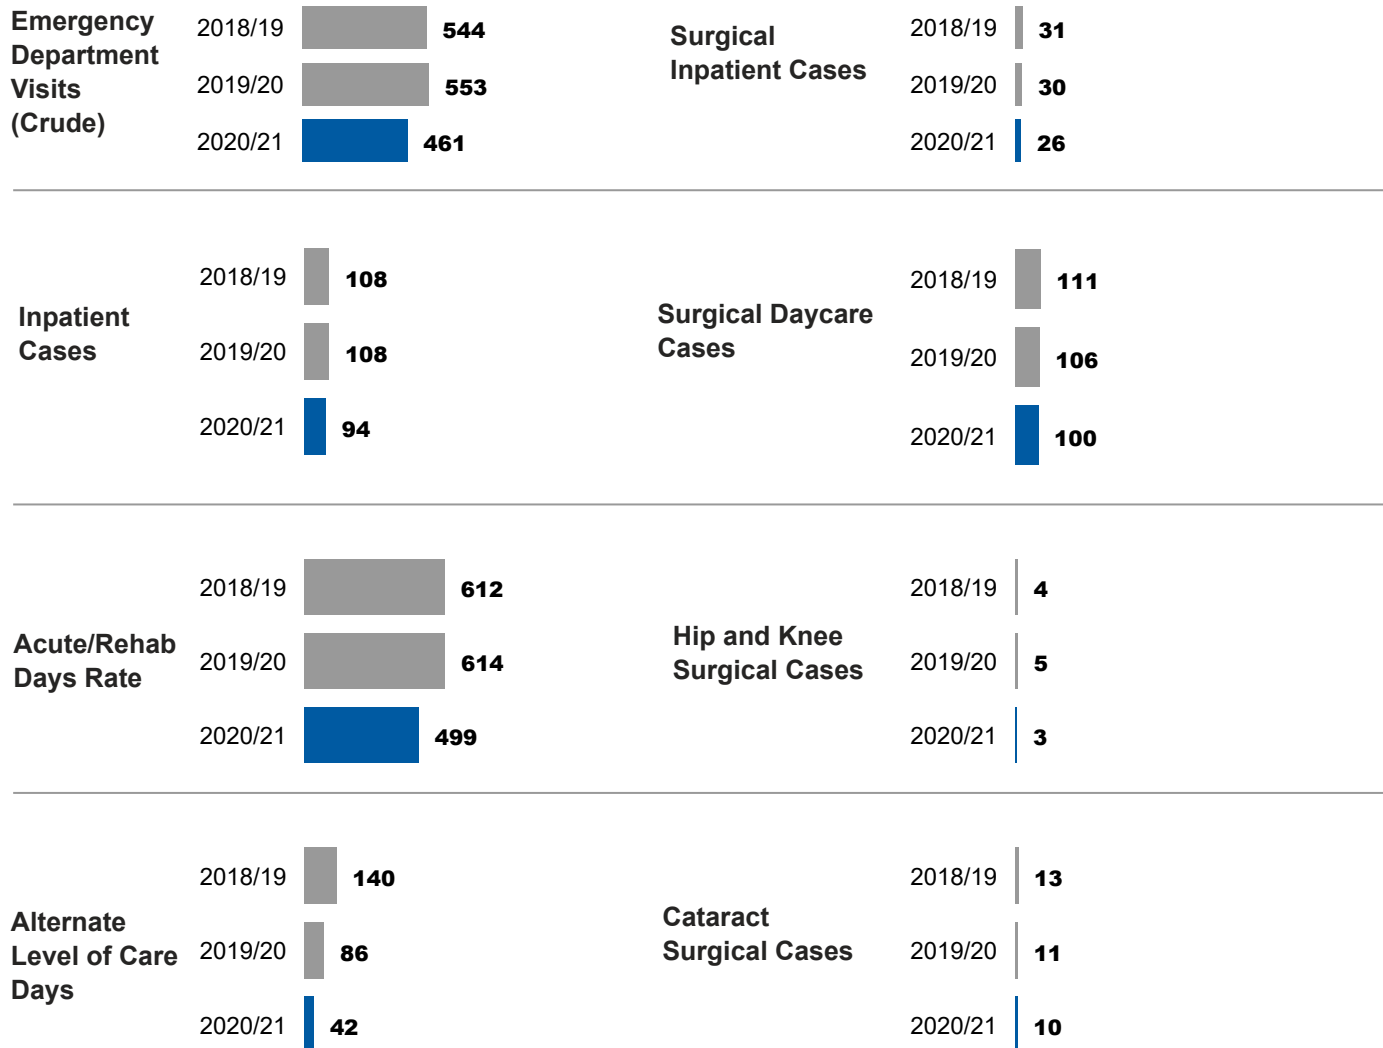 Emergency
Department
Visits
(Crude)
2018/19 544
2019/20 553
2020/21 461
Surgical
Inpatient Cases
2018/19 31
2019/20 30
2020/21 26
Inpatient
Cases
2018/19 108
2019/20 108
2020/21 94
Surgical Daycare
Cases
2018/19 111
2019/20 106
2020/21 100
Acute/Rehab
Days Rate
2018/19 612
2019/20 614
2020/21 499
Hip and Knee
Surgical Cases
2018/19 4
2019/20 5
2020/21 3
Alternate
Level of Care
Days
2018/19 140
2019/20 86
2020/21 42
Cataract
Surgical Cases
2018/19 13
2019/20 11
2020/21 10